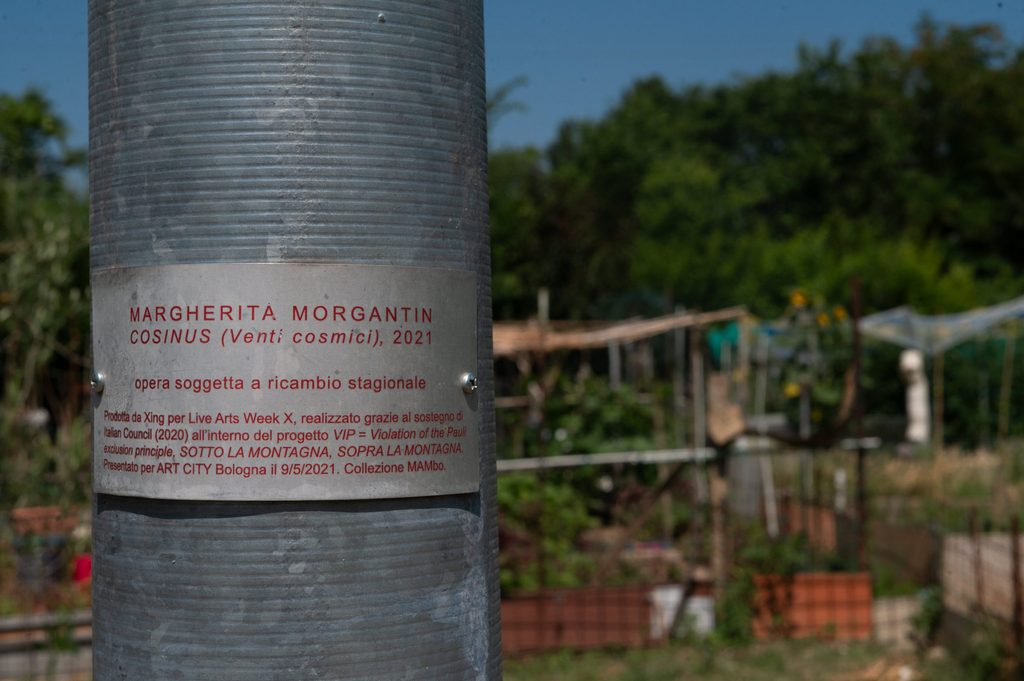 MARGHERITA MORGANTIN
COSINUS (Venti cosmici), 2021
opera soggetta a ricambio stagionale
Prodotta da Xing per Live Arts Week X, realizzato grazie al sostegno di
Italian Council (2020) all'interno del progetto VIP = Violation of the Pauli
exclusion principle, SOTTO LA MONTAGNA, SOPRA LA MONTAGNA.
Presentato per ART CITY Bologna il 9/5/2021. Collezione MAMbo.